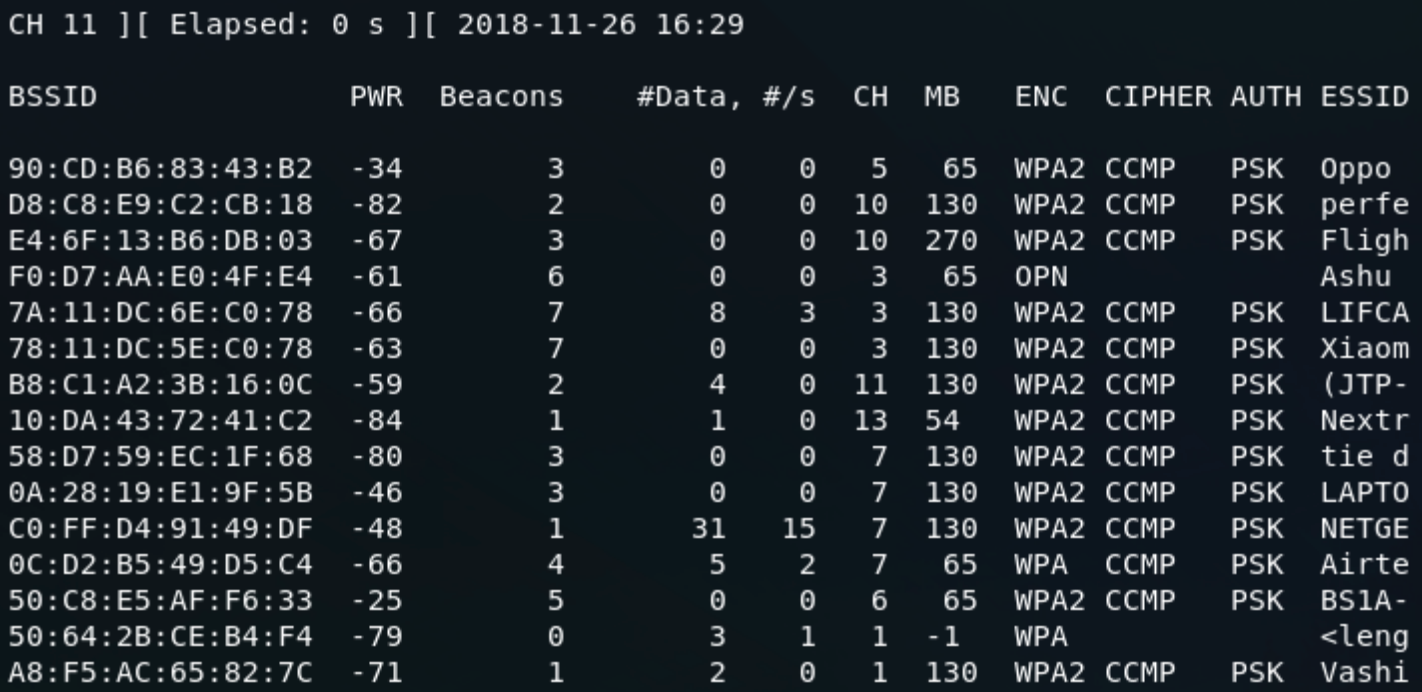 CH 11 ][ Elapsed: 0 s ][ 2018-11-26 16:29
BSSID PWR Beacons #Data, #/s CH MB ENC CIPHER AUTH ESSID
90:CD:B6:83:43:B2 -34 3 0 0 5 65 WPA2 CCMP PSK Oppo
D8:C8:E9:C2:CB:18 -82 2 0 0 10 130 WPA2 CCMP PSK perfe
E4:6F:13:B6:DB:03 -67 3 0 0 10 270 WPA2 CCMP PSK Fligh
F0:D7:AA:E0:4F:E4 -61 6 0 0 3 65 OPN Ashu
7A:11:DC:6E:C0:78 -66 7 8 3 3 130 WPA2 CCMP PSK LIFCA
78:11:DC:5E:C0:78 -63 7 0 0 3 130 WPA2 CCMP PSK Xiaom
B8:C1:A2:3B:16:0C -59 2 4 0 11 130 WPA2 CCMP PSK (JTP-
10:DA:43:72:41:C2 -84 1 1 0 13 54 WPA2 CCMP PSK Nextr
58:D7:59:EC:1F:68 -80 3 0 0 7 130 WPA2 CCMP PSK tie d
0A:28:19:E1:9F:5B -46 3 0 0 7 130 WPA2 CCMP PSK LAPTO
C0:FF:D4:91:49:DF -48 1 31 15 7 130 WPA2 CCMP PSK NETGE
0C:D2:B5:49:D5:C4 -66 4 5 2 7 65 WPA CCMP PSK Airte
50:C8:E5:AF:F6:33 -25 5 0 0 6 65 WPA2 CCMP PSK BS1A-
50:64:2B:CE:B4:F4 -79 0 3 1 1 -1 WPA <leng
A8:F5:AC:65:82:7C -71 1 2 0 1 130 WPA2 CCMP PSK Vashi